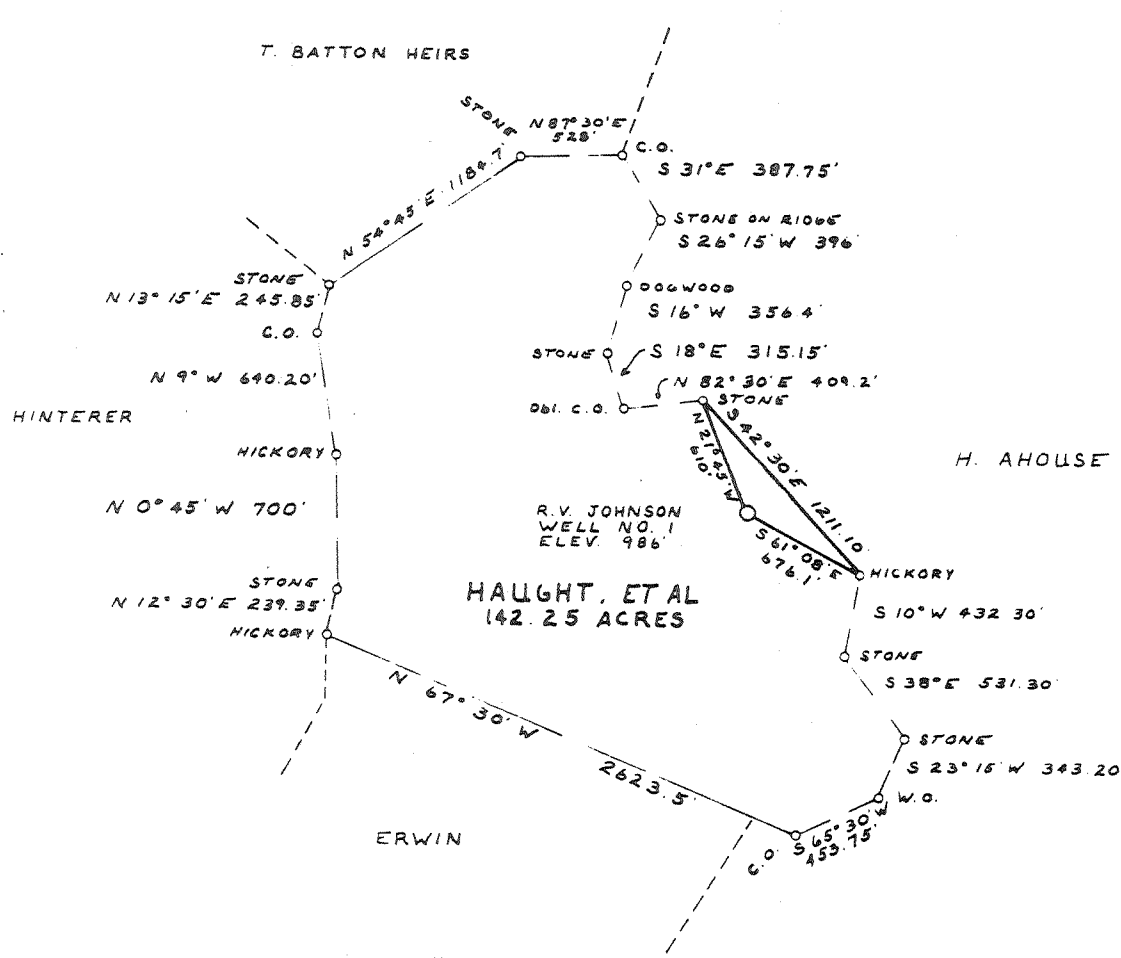 T. BATTON HEIRS
STONE
N 87° 30' E
528'
C.O.
S 31° E 387.75'
N 54° 45' E 1184.7'
STONE ON RIDGE
S 26° 15' W 396'
STONE
N 13° 15' E 245.85'
DOGWOOD
S 16° W 356.4'
C.O.
STONE
S 18° E 315.15'
N 9° W 640.20'
N 82° 30' E 409.2'
STONE
Obl. C.O.
HINTERER
S 42° 30' E 1211.10
N 21° 45' W
610'
HICKORY
H. AHOUSE
N 0° 45' W 700'
R.V. JOHNSON
WELL NO. 1
ELEV. 986'
S 61° 08' E
676.1'
HICKORY
STONE
N 12° 30' E 239.35'
HAUGHT, ET AL
142.25 ACRES
S 10° W 432.30'
HICKORY
STONE
S 38° E 531.30'
N 67° 30' W
2623.5'
STONE
S 23° 15' W 343.20
W.O.
ERWIN
S 65° 30' W
453.75'
C.O.